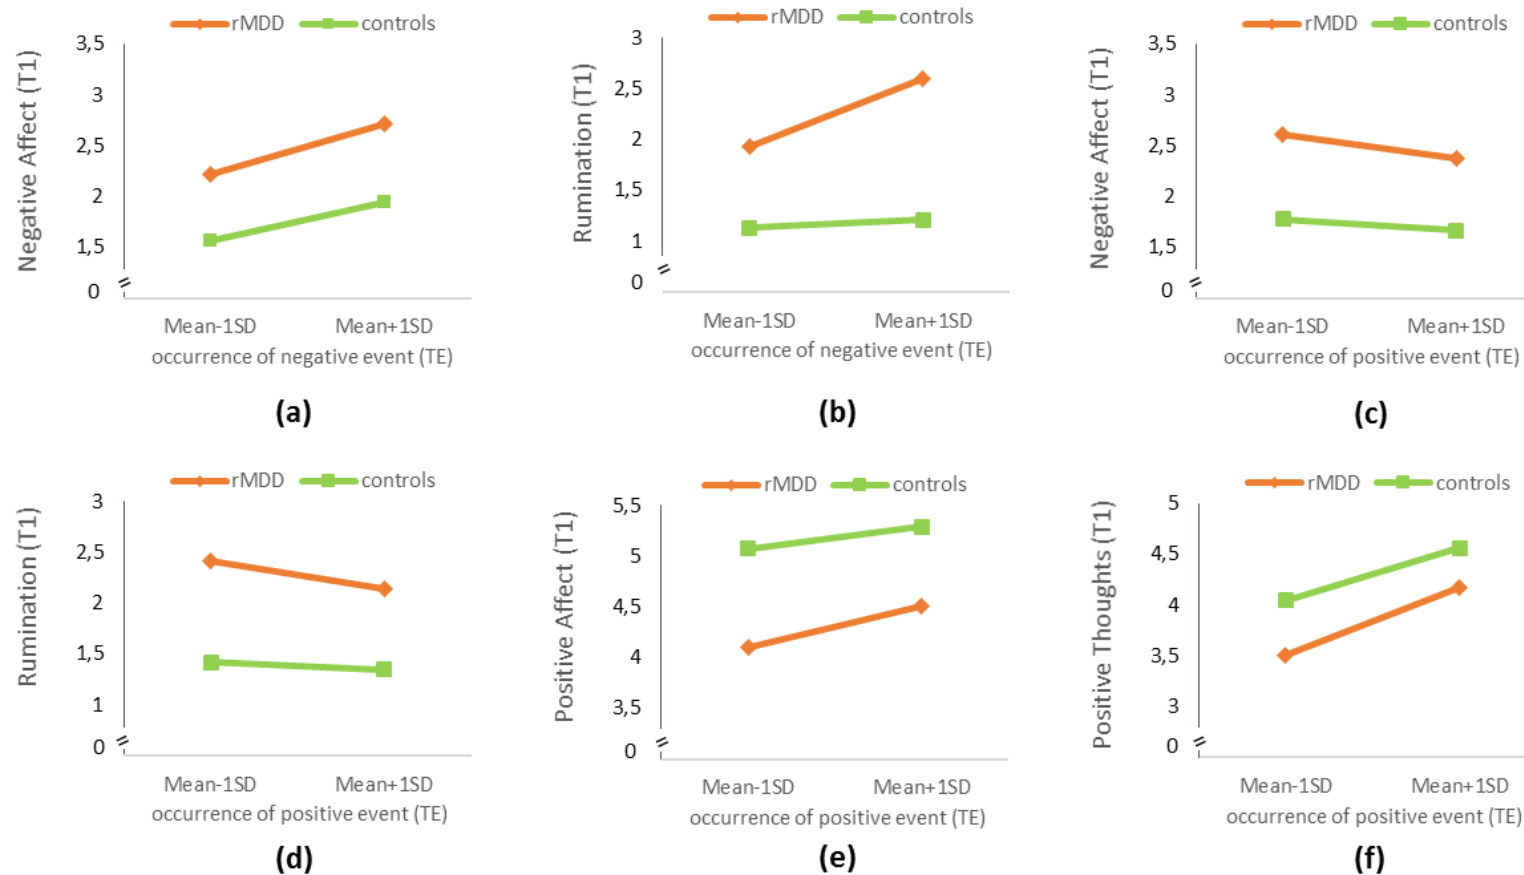 rMDD controls
Negative Affect (T1)
3,5
3
2,5
2
1,5
0
Mean-1SD Mean+1SD
occurrence of negative event (TE)
(a)
rMDD controls
Rumination (T1)
3
2,5
2
1,5
1
0
Mean-1SD Mean+1SD
occurrence of negative event (TE)
(b)
rMDD controls
Negative Affect (T1)
3,5
3
2,5
2
1,5
0
Mean-1SD Mean+1SD
occurrence of positive event (TE)
(c)
rMDD controls
Rumination (T1)
3
2,5
2
1,5
1
0
Mean-1SD Mean+1SD
occurrence of positive event (TE)
(d)
rMDD controls
Positive Affect (T1)
5,5
5
4,5
4
3,5
0
Mean-1SD Mean+1SD
occurrence of positive event (TE)
(e)
rMDD controls
Positive Thoughts (T1)
5
4,5
4
3,5
3
0
Mean-1SD Mean+1SD
occurrence of positive event (TE)
(f)